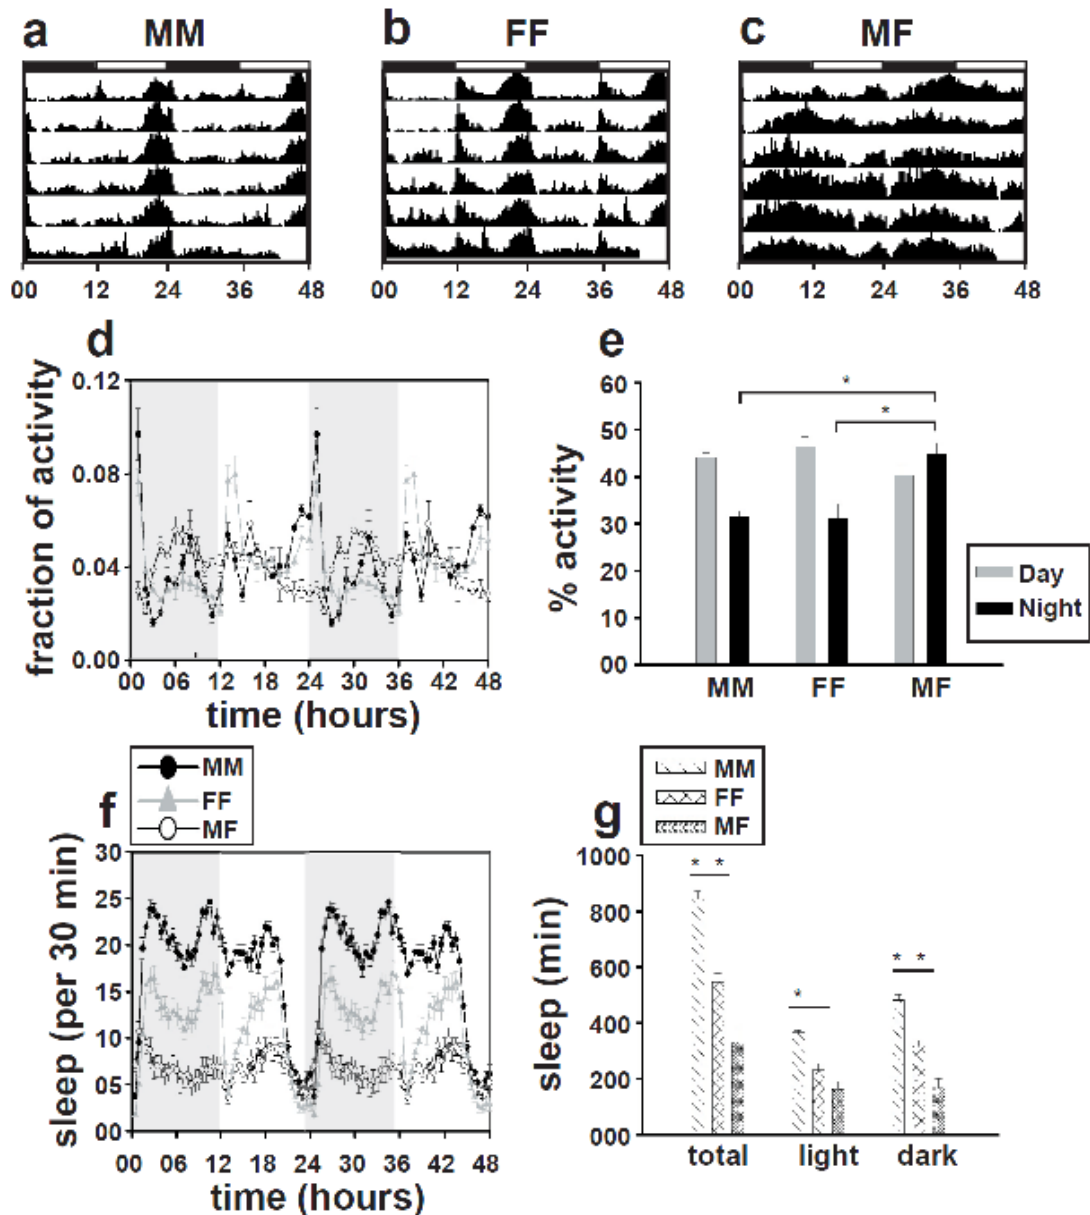 a MM b FF c MF
00 12 24 36 48 00 12 24 36 48 00 12 24 36 48
d
fraction of activity
0.12
0.08
0.04
0.00
00 06 12 18 24 30 36 42 48
time (hours)
e
% activity
60
50
40
30
20
10
00
MM FF MF
* 
*
Day
Night
MM
FF
MF
f
sleep (per 30 min)
30
25
20
15
10
05
00
00 06 12 18 24 30 36 42 48
time (hours)
MM
FF
MF
g
sleep (min)
1000
800
600
400
200
000
* *
*
* *
total light dark